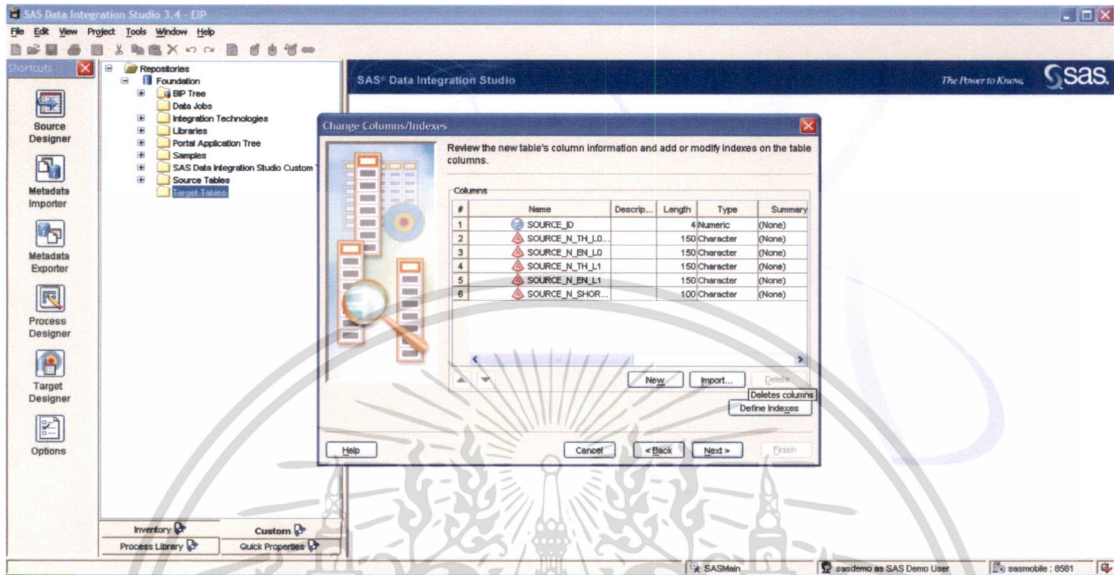 SAS Data Integration Studio 3.4 - EIP
File Edit View Project Tools Window Help
Shortcuts
Source Designer
Metadata Importer
Metadata Exporter
Process Designer
Target Designer
Options
Repositories
Foundation
BIP Tree
Data Jobs
Integration Technologies
Libraries
Portal Application Tree
Samples
SAS Data Integration Studio Custom
Source Tables
Target Tables
Inventory Custom
Process Library Quick Properties
SAS® Data Integration Studio
The Power to Know.
sas.
Change Columns/Indexes
Review the new table's column information and add or modify indexes on the table columns.
Columns
# Name Descrip... Length Type Summary
1 SOURCE_ID 4 Numeric (None)
2 SOURCE_N_TH_L0... 150 Character (None)
3 SOURCE_N_EN_L0 150 Character (None)
4 SOURCE_N_TH_L1 150 Character (None)
5 SOURCE_N_EN_L1 150 Character (None)
6 SOURCE_N_SHOR... 100 Character (None)
New Import... Delete
Deletes columns
Define Indexes
Help Cancel < Back Next > Finish
SASMain sasdemo as SAS Demo User sasmobile : 8561